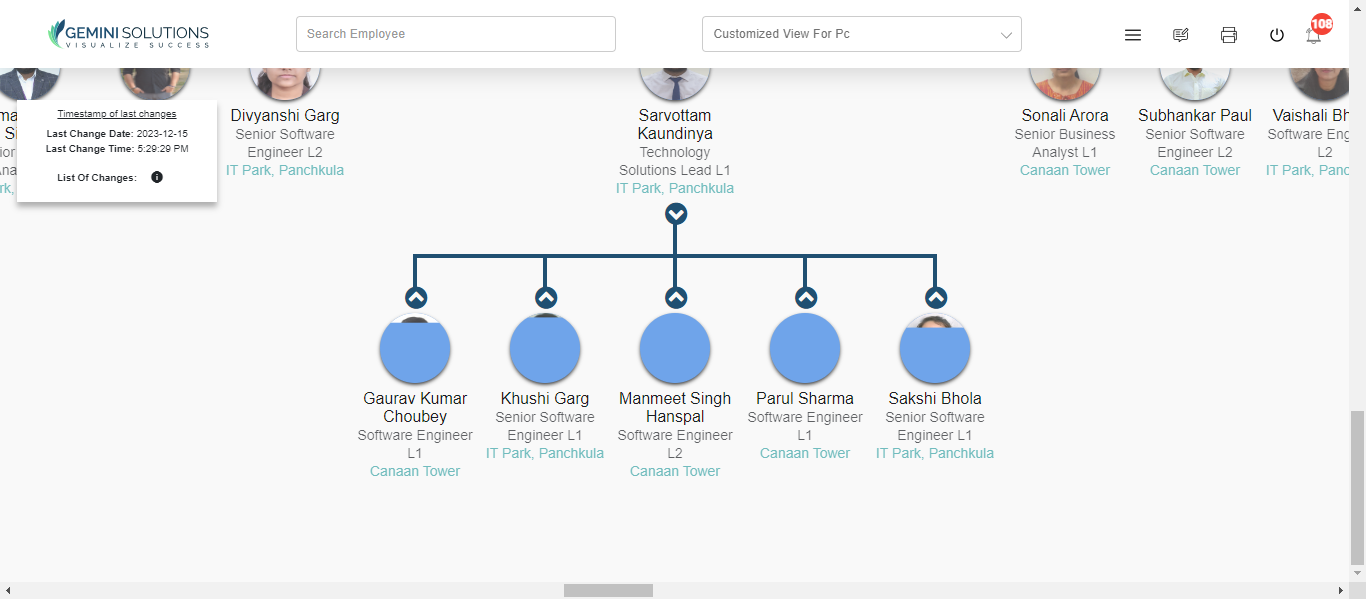 GEMINI SOLUTIONS
VISUALIZE SUCCESS
Search Employee
Customized View For Pc
108
Timestamp of last changes
Last Change Date: 2023-12-15
Last Change Time: 5:29:29 PM
List Of Changes:
Divyanshi Garg
Senior Software
Engineer L2
IT Park, Panchkula
Sarvottam
Kaundinya
Technology
Solutions Lead L1
IT Park, Panchkula
Sonali Arora
Senior Business
Analyst L1
Canaan Tower
Subhankar Paul
Senior Software
Engineer L2
Canaan Tower
Vaishali Bh
Software Eng
L2
IT Park, Panc
Gaurav Kumar
Choubey
Software Engineer
L1
Canaan Tower
Khushi Garg
Senior Software
Engineer L1
IT Park, Panchkula
Manmeet Singh
Hanspal
Software Engineer
L2
Canaan Tower
Parul Sharma
Software Engineer
L1
Canaan Tower
Sakshi Bhola
Senior Software
Engineer L1
IT Park, Panchkula